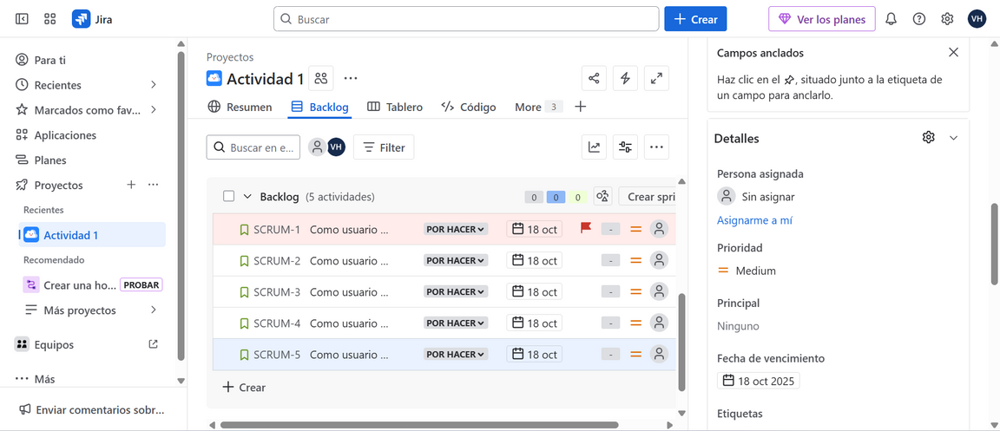 Jira
Buscar
Crear
Ver los planes
VH
Para ti
Recientes
Marcados como fav...
Aplicaciones
Planes
Proyectos
Recientes
Actividad 1
Recomendado
Crear una ho... PROBAR
Más proyectos
Equipos
Más
Enviar comentarios sobr...
Proyectos
Actividad 1
Resumen Backlog Tablero Código More 3
Buscar en e... VH Filter
Backlog (5 actividades) 0 0 0 Crear spri
SCRUM-1 Como usuario ... POR HACER 18 oct -
SCRUM-2 Como usuario ... POR HACER 18 oct -
SCRUM-3 Como usuario ... POR HACER 18 oct -
SCRUM-4 Como usuario ... POR HACER 18 oct -
SCRUM-5 Como usuario ... POR HACER 18 oct -
Crear
Campos anclados
Haz clic en el , situado junto a la etiqueta de
un campo para anclarlo.
Detalles
Persona asignada
Sin asignar
Asignarme a mí
Prioridad
Medium
Principal
Ninguno
Fecha de vencimiento
18 oct 2025
Etiquetas